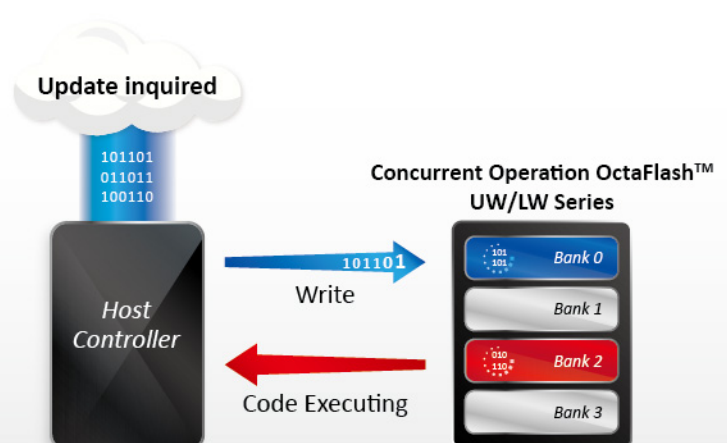 Update inquired
101101
011011
100110
Concurrent Operation OctaFlash™
UW/LW Series
Host
Controller
101101
Write
Code Executing
101
101
Bank 0
Bank 1
010
110
Bank 2
Bank 3